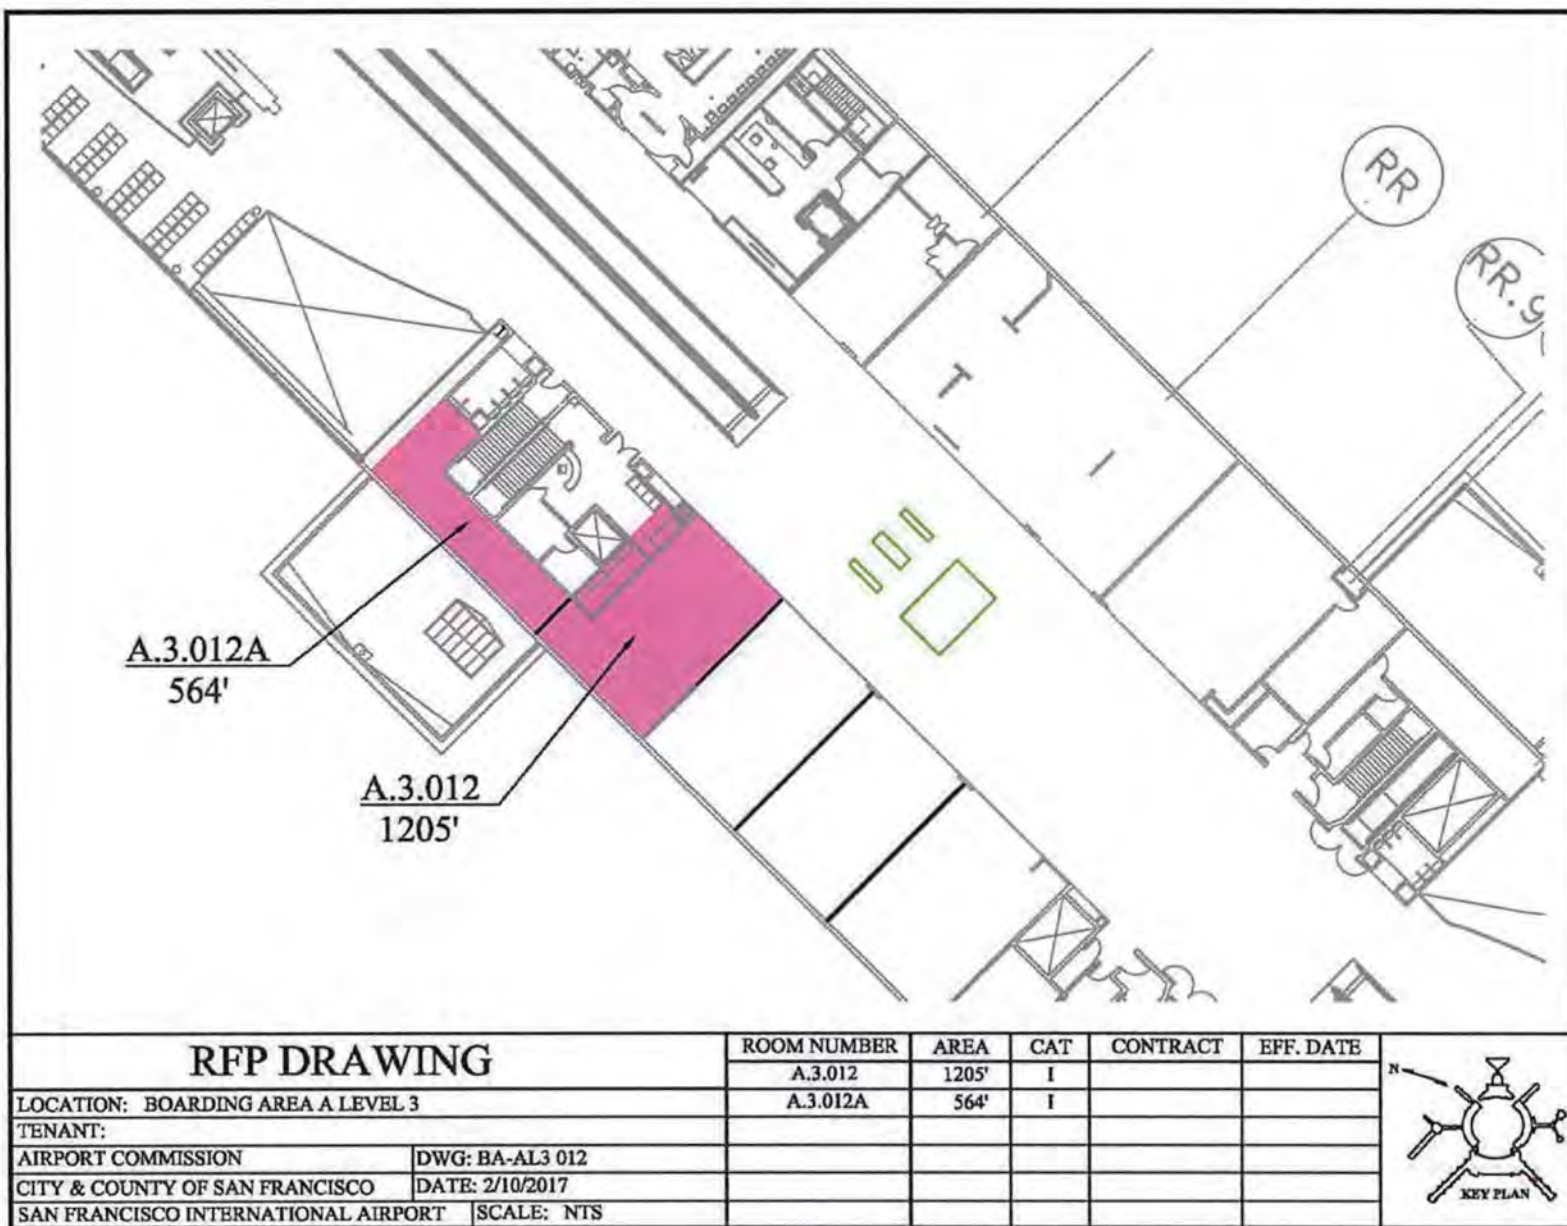 RR
RR.9
A.3.012A
564'
A.3.012
1205'
RFP DRAWING
LOCATION: BOARDING AREA A LEVEL 3
TENANT:
AIRPORT COMMISSION DWG: BA-AL3 012
CITY & COUNTY OF SAN FRANCISCO DATE: 2/10/2017
SAN FRANCISCO INTERNATIONAL AIRPORT SCALE: NTS
ROOM NUMBER AREA CAT CONTRACT EFF. DATE
A.3.012 1205' I
A.3.012A 564' I
N
KEY PLAN